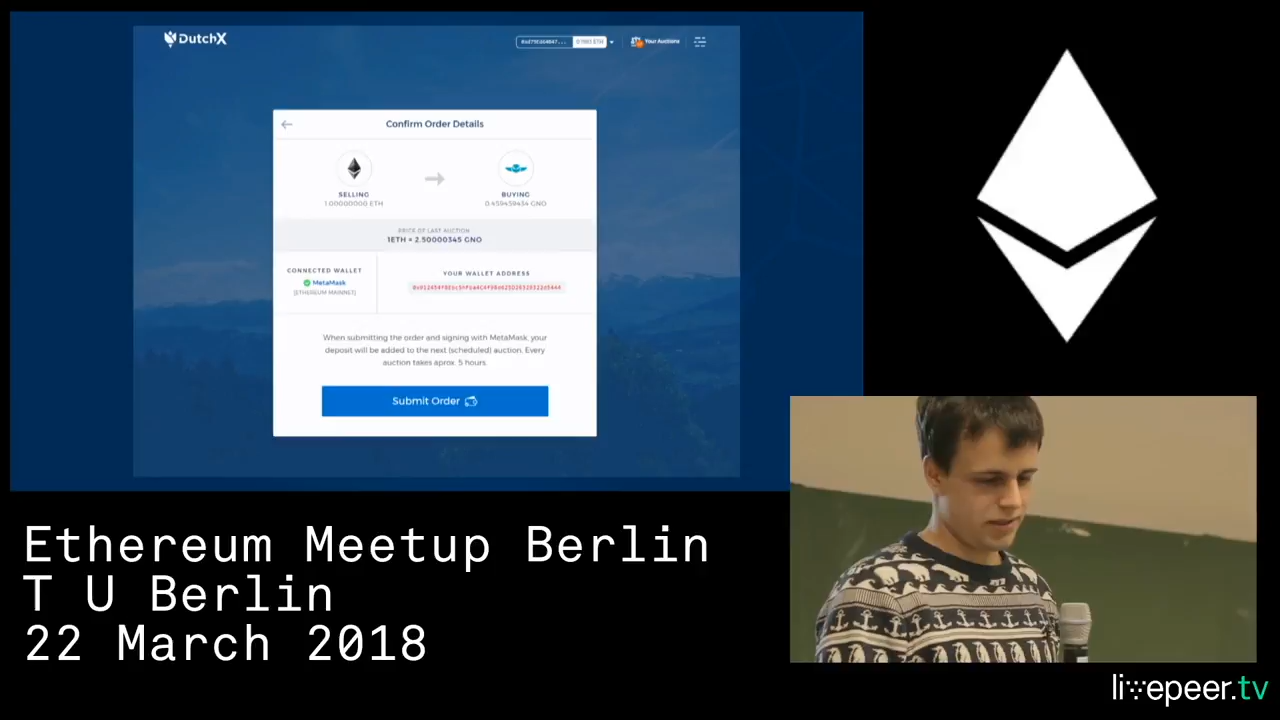 DutchX
Your Auctions
Confirm Order Details
SELLING
1.00000000 ETH
BUYING
0.459459434 GNO
PRICE OF LAST AUCTION
1ETH = 2.50000345 GNO
CONNECTED WALLET
MetaMask
[ETHEREUM MAINNET]
YOUR WALLET ADDRESS
When submitting the order and signing with MetaMask, your
deposit will be added to the next (scheduled) auction. Every
auction takes aprox. 5 hours.
Submit Order
Ethereum Meetup Berlin
T U Berlin
22 March 2018
livepeer.tv